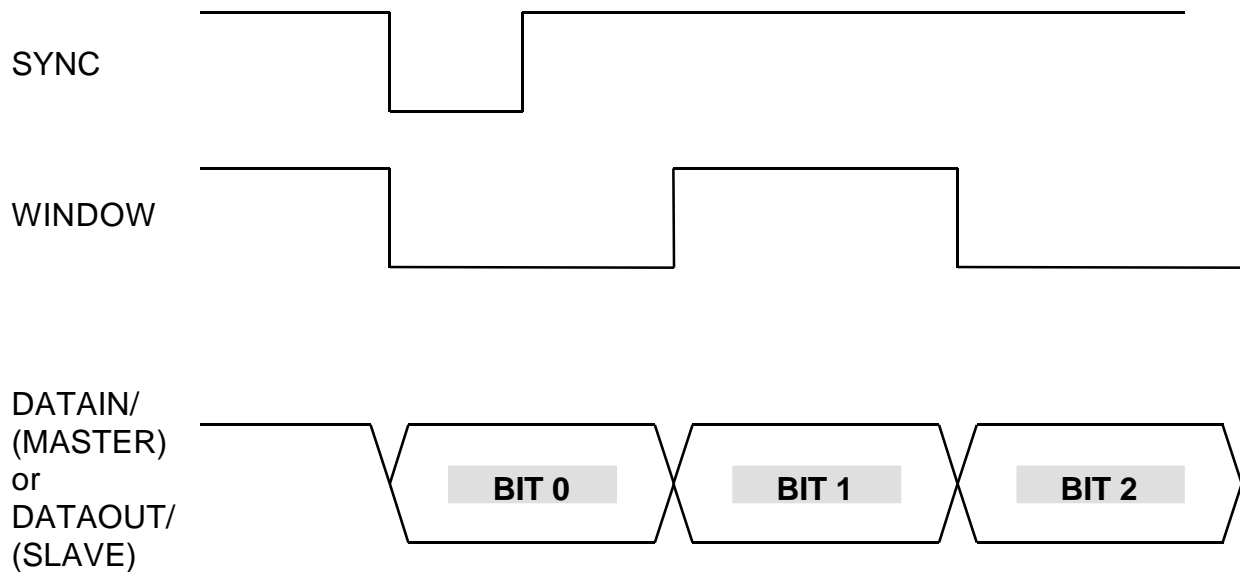 SYNC
WINDOW
DATAIN/
(MASTER)
or
DATAOUT/
(SLAVE)
BIT 0
BIT 1
BIT 2